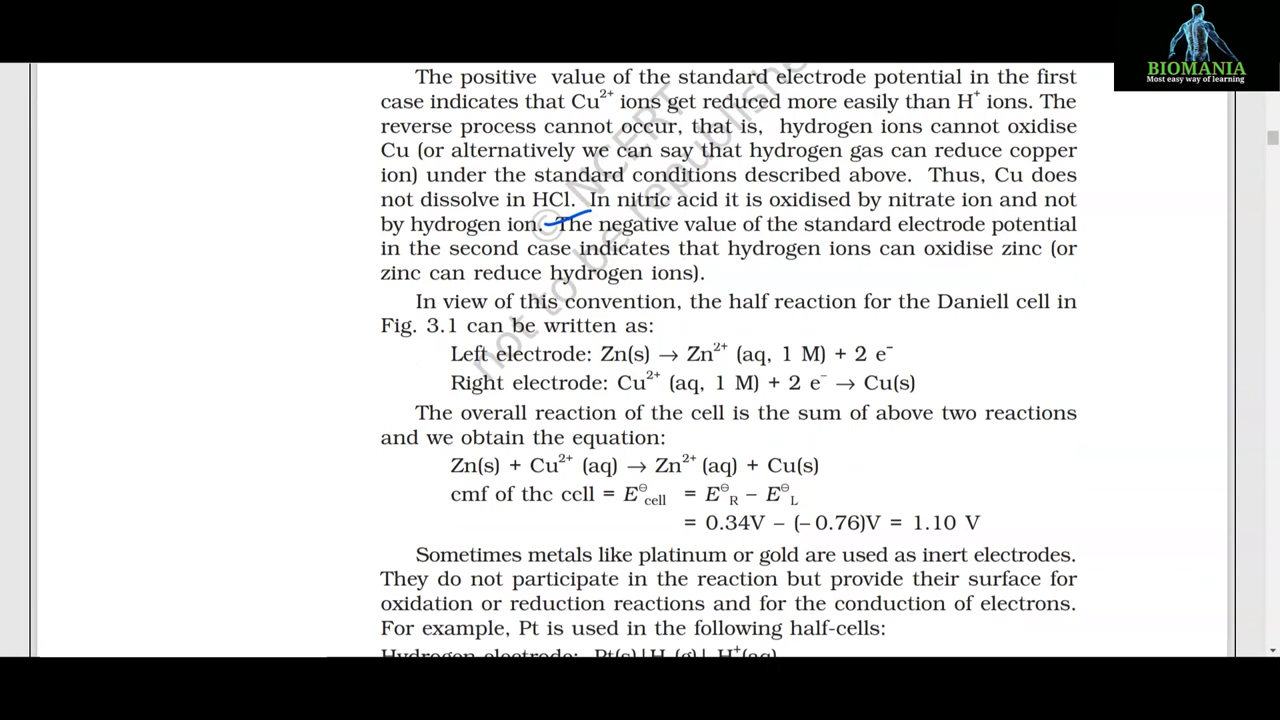 BIOMANIA
Most easy way of learning
The positive value of the standard electrode potential in the first
case indicates that Cu²⁺ ions get reduced more easily than H⁺ ions. The
reverse process cannot occur, that is, hydrogen ions cannot oxidise
Cu (or alternatively we can say that hydrogen gas can reduce copper
ion) under the standard conditions described above. Thus, Cu does
not dissolve in HCl. In nitric acid it is oxidised by nitrate ion and not
by hydrogen ion. The negative value of the standard electrode potential
in the second case indicates that hydrogen ions can oxidise zinc (or
zinc can reduce hydrogen ions).
In view of this convention, the half reaction for the Daniell cell in
Fig. 3.1 can be written as:
Left electrode: Zn(s) → Zn²⁺ (aq, 1 M) + 2 e⁻
Right electrode: Cu²⁺ (aq, 1 M) + 2 e⁻ → Cu(s)
The overall reaction of the cell is the sum of above two reactions
and we obtain the equation:
Zn(s) + Cu²⁺ (aq) → Zn²⁺ (aq) + Cu(s)
emf of the cell = E⊖cell = E⊖R – E⊖L
= 0.34V – (– 0.76)V = 1.10 V
Sometimes metals like platinum or gold are used as inert electrodes.
They do not participate in the reaction but provide their surface for
oxidation or reduction reactions and for the conduction of electrons.
For example, Pt is used in the following half-cells:
Hydrogen electrode: Pt(s)|H (g)| H⁺(aq)
© NCERT
not to be republishe